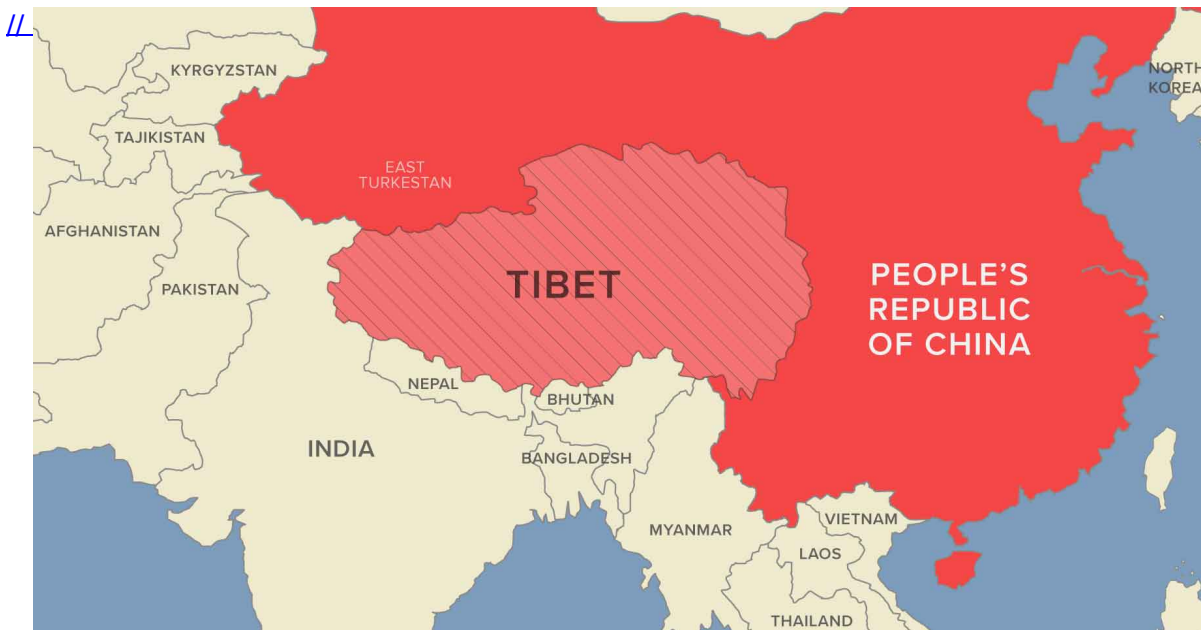 //
KYRGYZSTAN
NORTH
KOREA
TAJIKISTAN
EAST
TURKESTAN
AFGHANISTAN
PAKISTAN
TIBET
PEOPLE'S
REPUBLIC
OF CHINA
NEPAL
BHUTAN
INDIA
BANGLADESH
MYANMAR
VIETNAM
LAOS
THAILAND